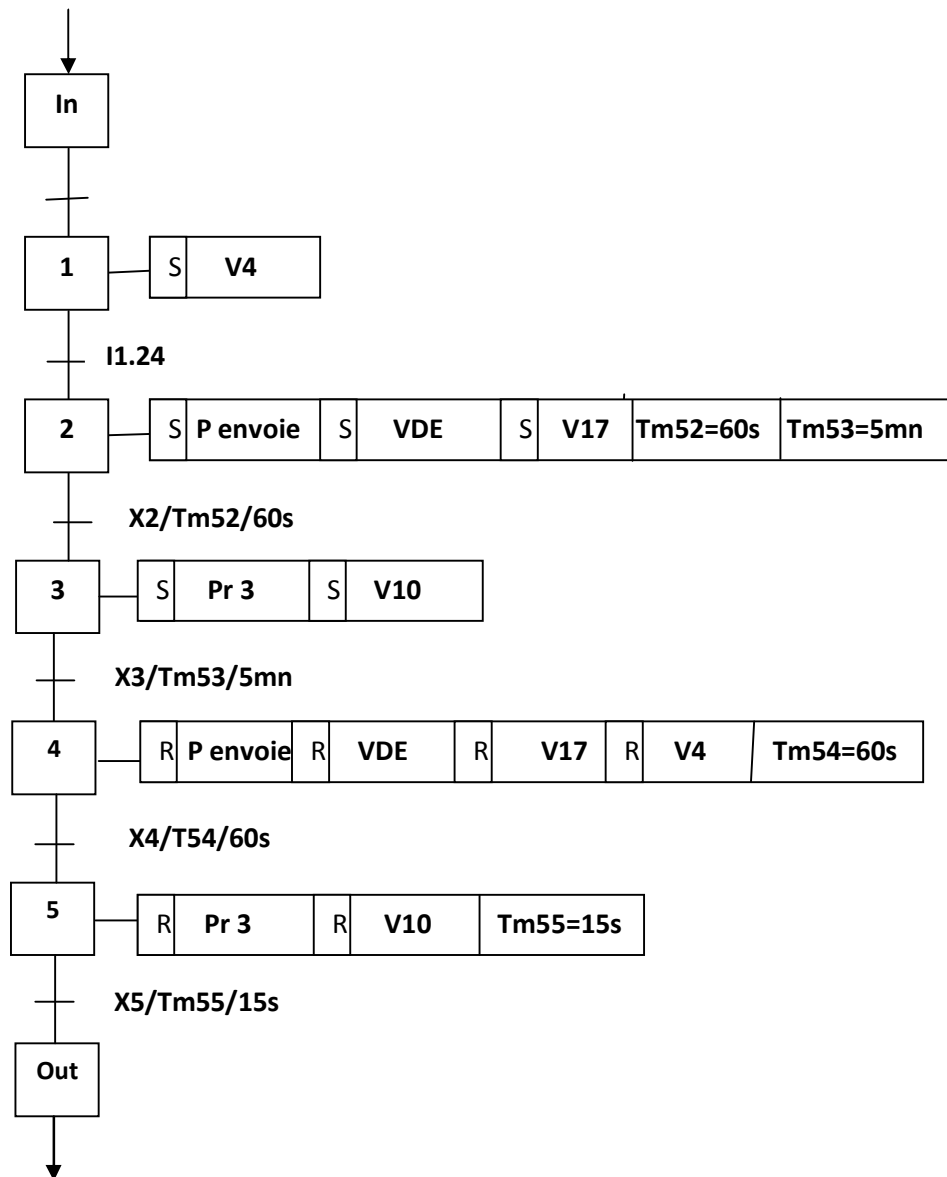 In
1 S V4
I1.24
2 S P envoie S VDE S V17 Tm52=60s Tm53=5mn
X2/Tm52/60s
3 S Pr 3 S V10
X3/Tm53/5mn
4 R P envoie R VDE R V17 R V4 Tm54=60s
X4/T54/60s
5 R Pr 3 R V10 Tm55=15s
X5/Tm55/15s
Out